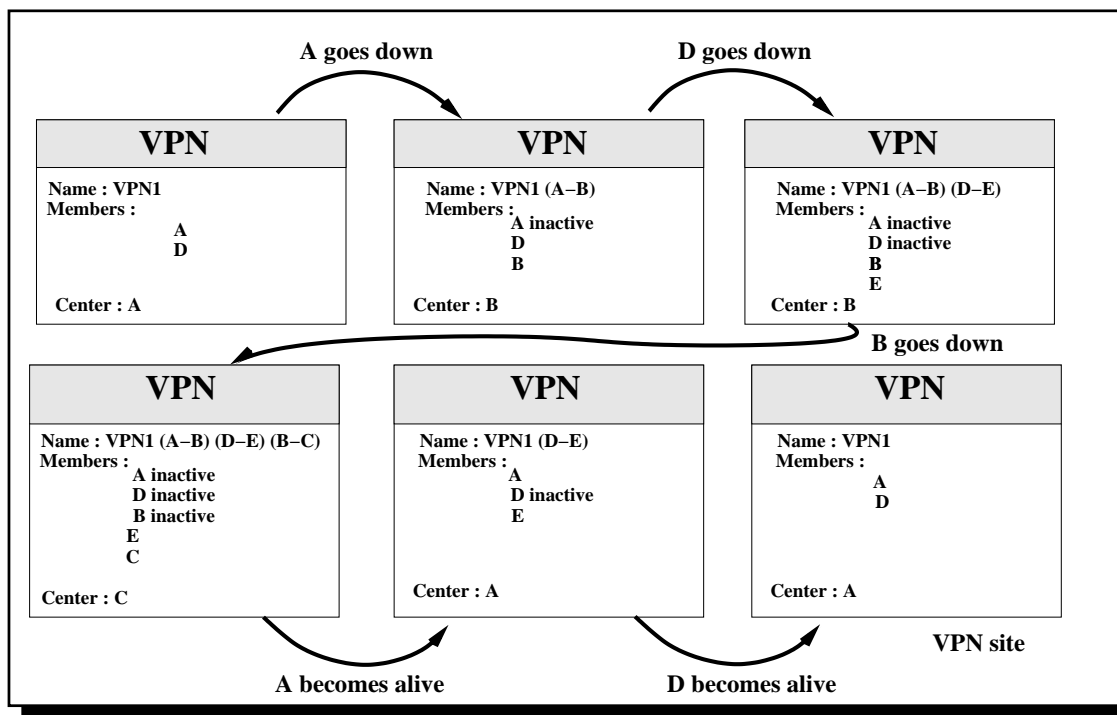 A goes down
D goes down
VPN
Name : VPN1
Members :
A
D
Center : A
VPN
Name : VPN1 (A−B)
Members :
A inactive
D
B
Center : B
VPN
Name : VPN1 (A−B) (D−E)
Members :
A inactive
D inactive
B
E
Center : B
B goes down
VPN
Name : VPN1 (A−B) (D−E) (B−C)
Members :
A inactive
D inactive
B inactive
E
C
Center : C
VPN
Name : VPN1 (D−E)
Members :
A
D inactive
E
Center : A
VPN
Name : VPN1
Members :
A
D
Center : A
VPN site
A becomes alive
D becomes alive